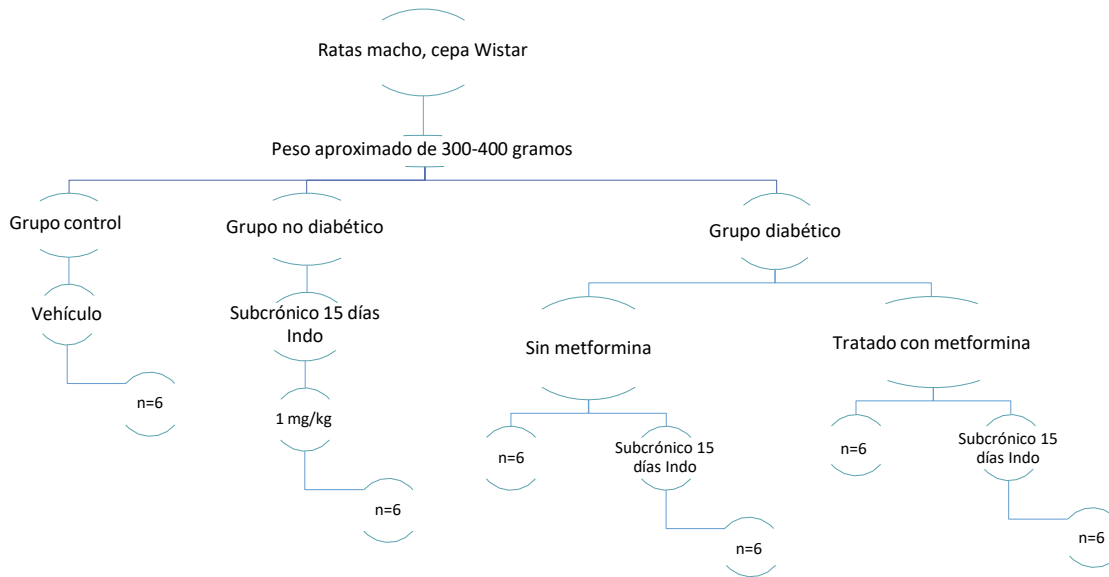 Ratas macho, cepa Wistar
Peso aproximado de 300-400 gramos
Grupo control
Grupo no diabético
Grupo diabético
Vehículo
Subcrónico 15 días
Indo
Sin metformina
Tratado con metformina
n=6
1 mg/kg
n=6
Subcrónico 15
días Indo
n=6
Subcrónico 15
días Indo
n=6
n=6
n=6